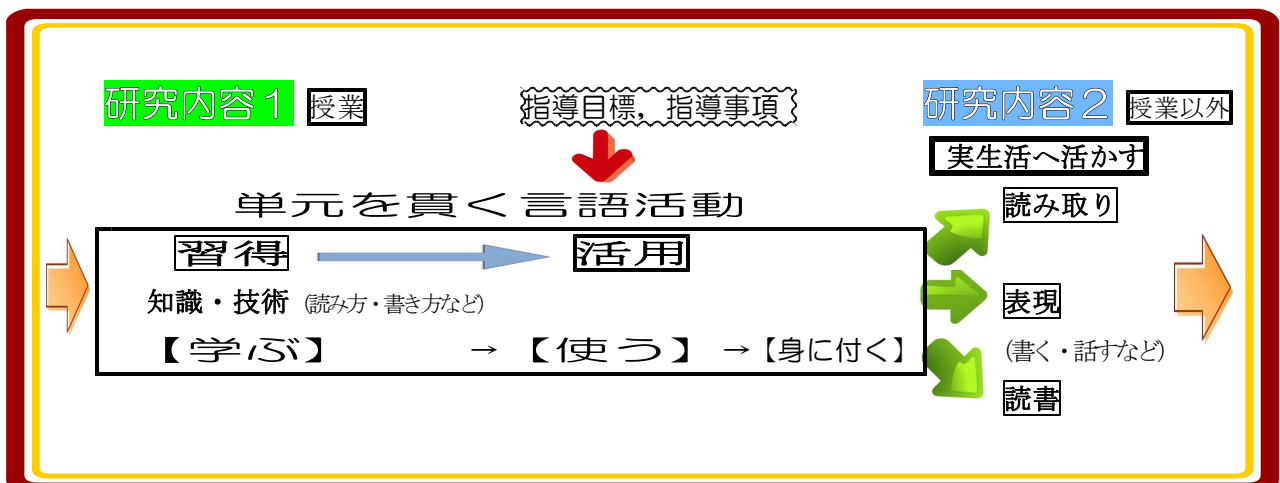 研究内容１ 授業
指導目標，指導事項
研究内容２ 授業以外
実生活へ活かす
単元を貫く言語活動
習得 活用
知識・技術 (読み方・書き方など)
【学ぶ】 → 【使う】 →【身に付く】
読み取り
表現
(書く・話すなど)
読書